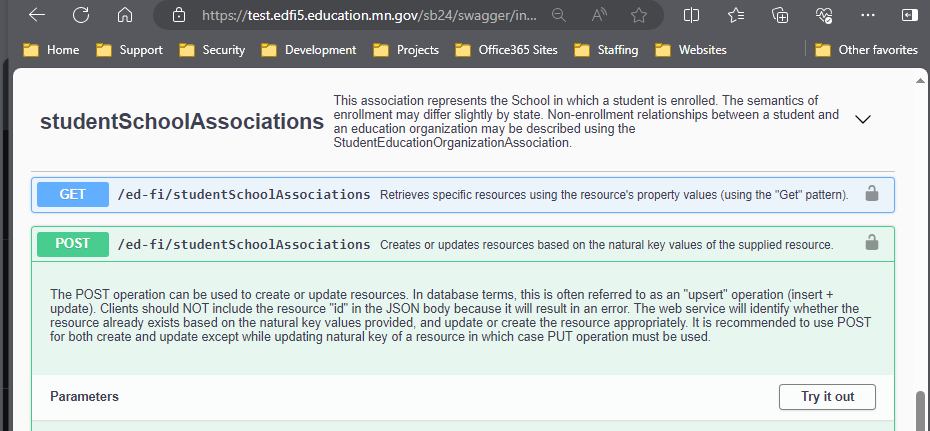 https://test.edfi5.education.mn.gov/sb24/swagger/in...
Home Support Security Development Projects Office365 Sites Staffing Websites Other favorites
studentSchoolAssociations
This association represents the School in which a student is enrolled. The semantics of
enrollment may differ slightly by state. Non-enrollment relationships between a student and
an education organization may be described using the
StudentEducationOrganizationAssociation.
GET /ed-fi/studentSchoolAssociations Retrieves specific resources using the resource's property values (using the "Get" pattern).
POST /ed-fi/studentSchoolAssociations Creates or updates resources based on the natural key values of the supplied resource.
The POST operation can be used to create or update resources. In database terms, this is often referred to as an "upsert" operation (insert +
update). Clients should NOT include the resource "id" in the JSON body because it will result in an error. The web service will identify whether the
resource already exists based on the natural key values provided, and update or create the resource appropriately. It is recommended to use POST
for both create and update except while updating natural key of a resource in which case PUT operation must be used.
Parameters
Try it out